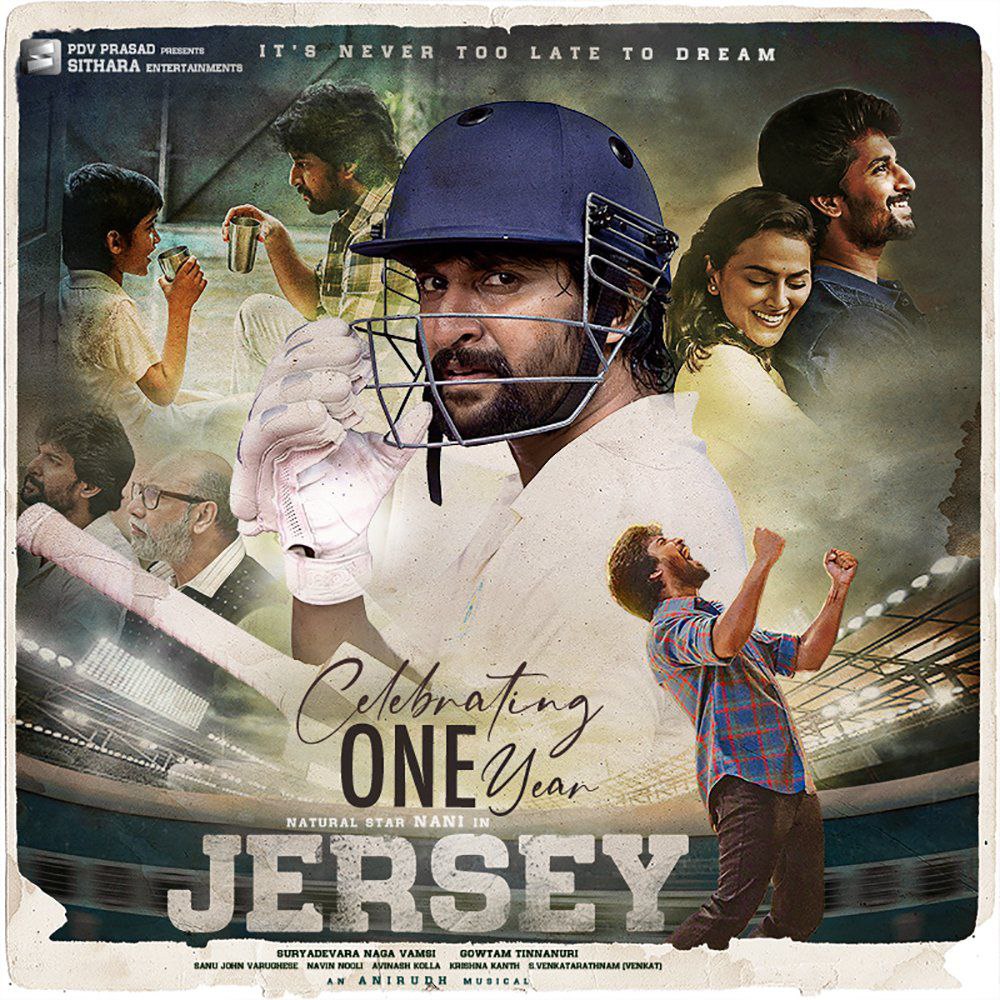 PDV PRASAD PRESENTS
SITHARA ENTERTAINMENTS
IT'S NEVER TOO LATE TO DREAM
Celebrating
ONE Year
NATURAL STAR NANI IN
JERSEY
SURYADEVARA NAGA VAMSI GOWTAM TINNANURI
SANU JOHN VARUGHESE NAVIN NOOLI AVINASH KOLLA KRISHNA KANTH S.VENKATARATHNAM (VENKAT)
AN ANIRUDH MUSICAL